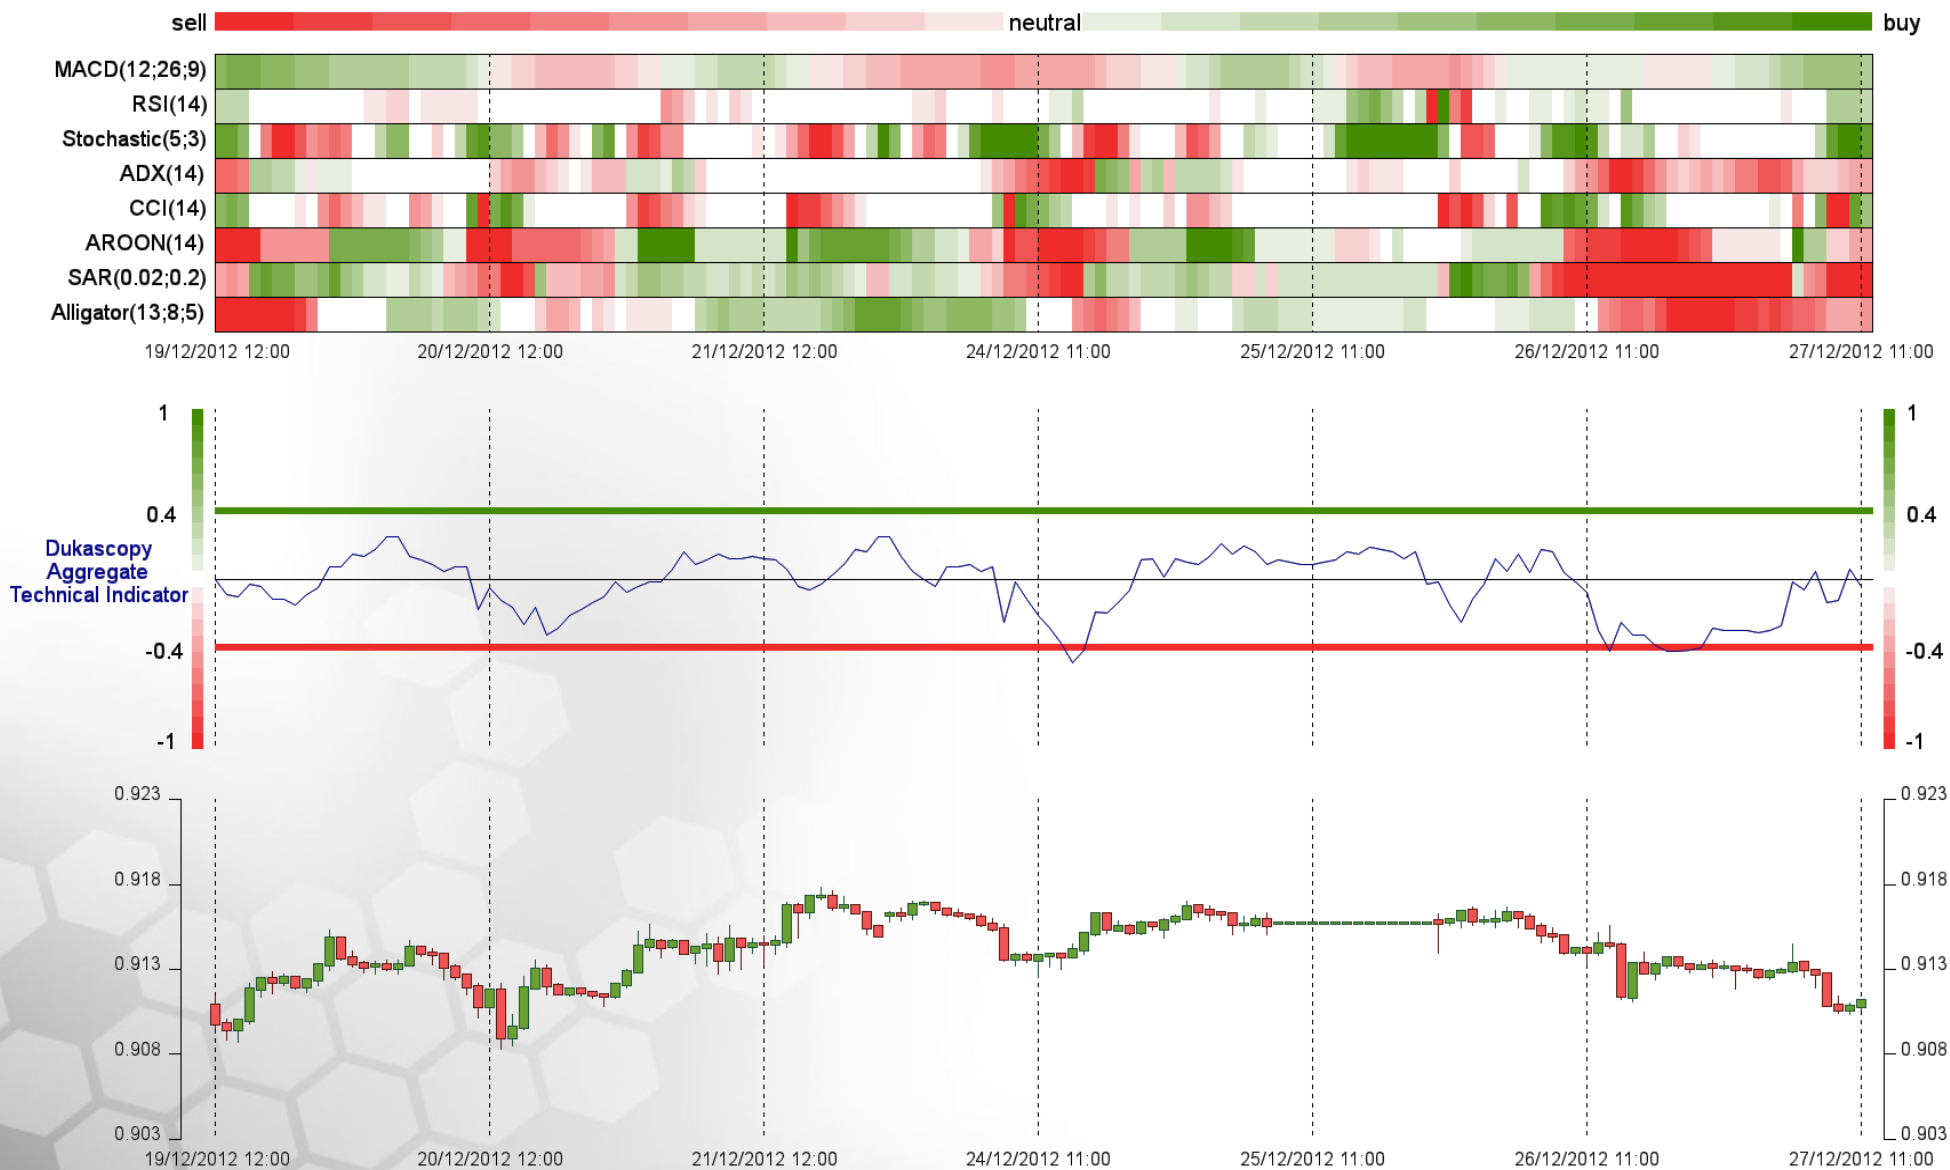 sell neutral buy
MACD(12;26;9)
RSI(14)
Stochastic(5;3)
ADX(14)
CCI(14)
AROON(14)
SAR(0.02;0.2)
Alligator(13;8;5)
19/12/2012 12:00 20/12/2012 12:00 21/12/2012 12:00 24/12/2012 11:00 25/12/2012 11:00 26/12/2012 11:00 27/12/2012 11:00
1 1
0.4 0.4
Dukascopy
Aggregate
Technical Indicator
-0.4 -0.4
-1 -1
0.923 0.923
0.918 0.918
0.913 0.913
0.908 0.908
0.903 0.903
19/12/2012 12:00 20/12/2012 12:00 21/12/2012 12:00 24/12/2012 11:00 25/12/2012 11:00 26/12/2012 11:00 27/12/2012 11:00